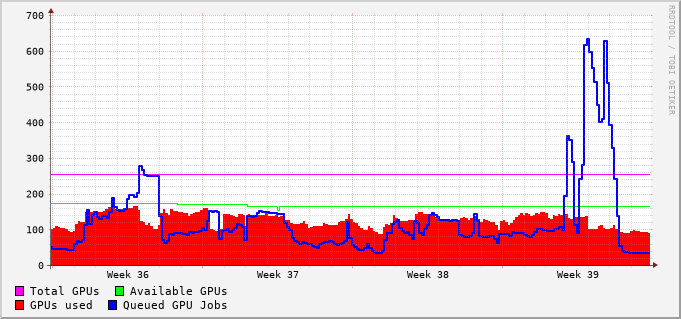 700
600
500
400
300
200
100
0
Week 36 Week 37 Week 38 Week 39
Total GPUs Available GPUs
GPUs used Queued GPU Jobs
RRDTOOL / TOBI OETIKER